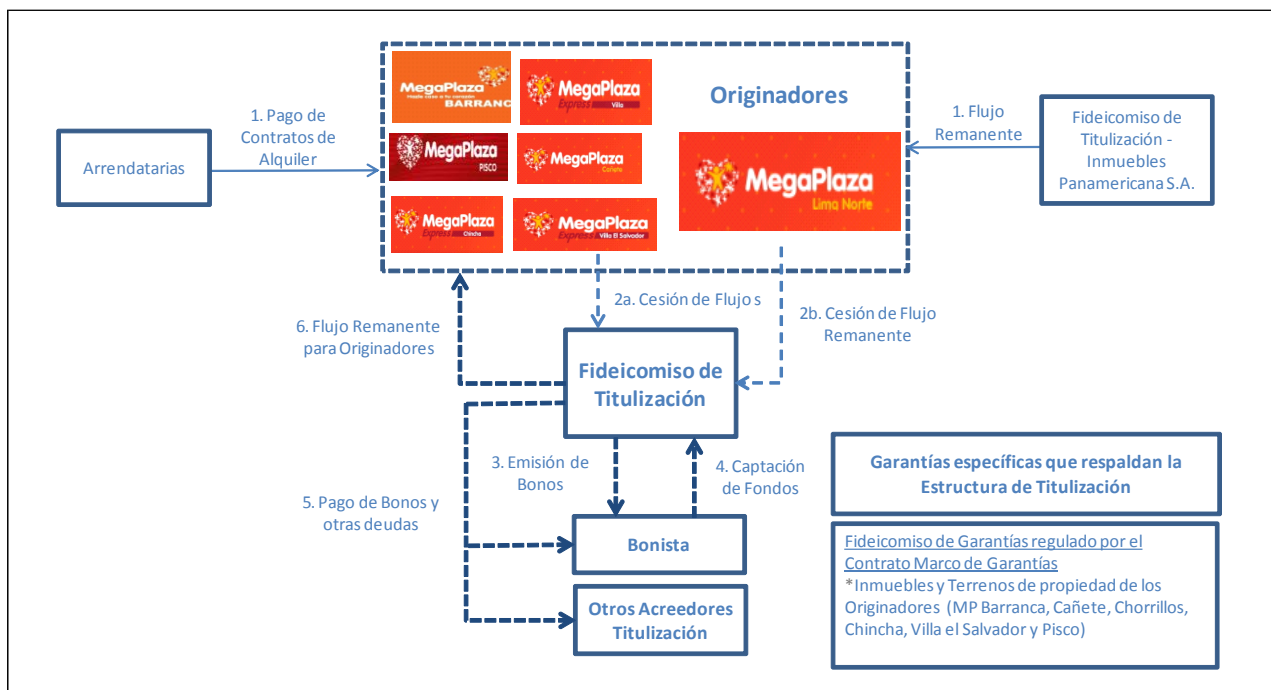 MegaPlaza
BARRANC
MegaPlaza
Express Villa
Originadores
1. Pago de
Contratos de
Alquiler
Arrendatarias
MegaPlaza
PISCO
MegaPlaza
Cañete
MegaPlaza
Lima Norte
MegaPlaza
Express Chincha
MegaPlaza
Express Villa El Salvador
1. Flujo
Remanente
Fideicomiso de
Titulización -
Inmuebles
Panamericana S.A.
2a. Cesión de Flujo s
2b. Cesión de Flujo
Remanente
6. Flujo Remanente
para Originadores
Fideicomiso de
Titulización
3. Emisión de
Bonos
4. Captación
de Fondos
5. Pago de Bonos y
otras deudas
Bonista
Otros Acreedores
Titulización
Garantías específicas que respaldan la
Estructura de Titulización
Fideicomiso de Garantías regulado por el
Contrato Marco de Garantías
*Inmuebles y Terrenos de propiedad de los
Originadores (MP Barranca, Cañete, Chorrillos,
Chincha, Villa el Salvador y Pisco)